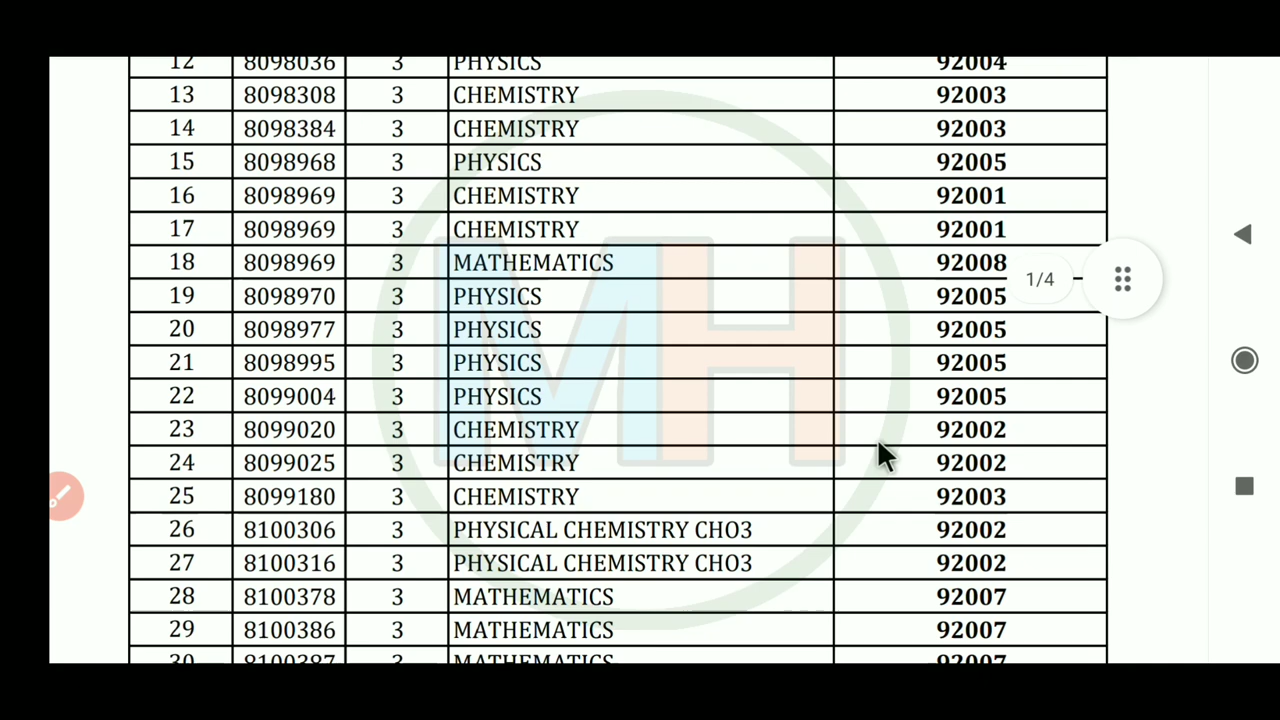 12 8098036 3 PHYSICS 92004
13 8098308 3 CHEMISTRY 92003
14 8098384 3 CHEMISTRY 92003
15 8098968 3 PHYSICS 92005
16 8098969 3 CHEMISTRY 92001
17 8098969 3 CHEMISTRY 92001
18 8098969 3 MATHEMATICS 92008
1/4
19 8098970 3 PHYSICS 92005
20 8098977 3 PHYSICS 92005
21 8098995 3 PHYSICS 92005
22 8099004 3 PHYSICS 92005
23 8099020 3 CHEMISTRY 92002
24 8099025 3 CHEMISTRY 92002
25 8099180 3 CHEMISTRY 92003
26 8100306 3 PHYSICAL CHEMISTRY CHO3 92002
27 8100316 3 PHYSICAL CHEMISTRY CHO3 92002
28 8100378 3 MATHEMATICS 92007
29 8100386 3 MATHEMATICS 92007
30 8100387 3 MATHEMATICS 92007
MH